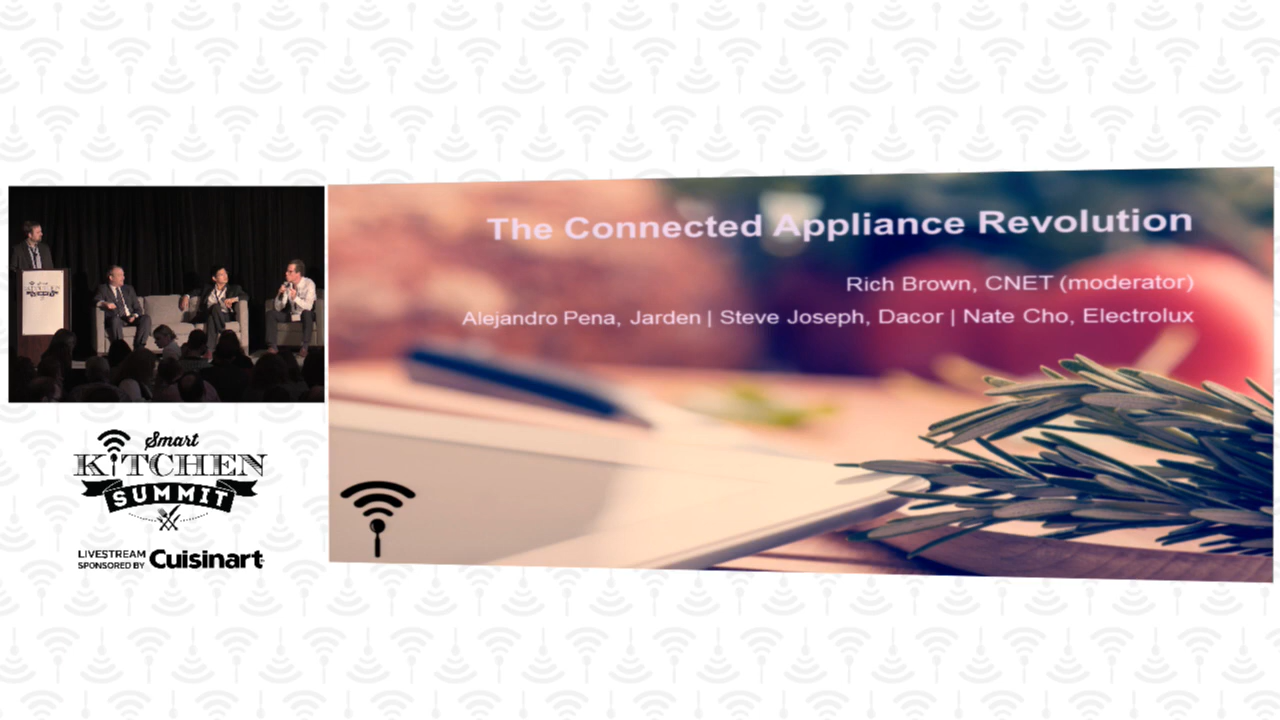 The Connected Appliance Revolution
Rich Brown, CNET (moderator)
Alejandro Pena, Jarden | Steve Joseph, Dacor | Nate Cho, Electrolux
Smart
KITCHEN
SUMMIT
LIVESTREAM
SPONSORED BY Cuisinart